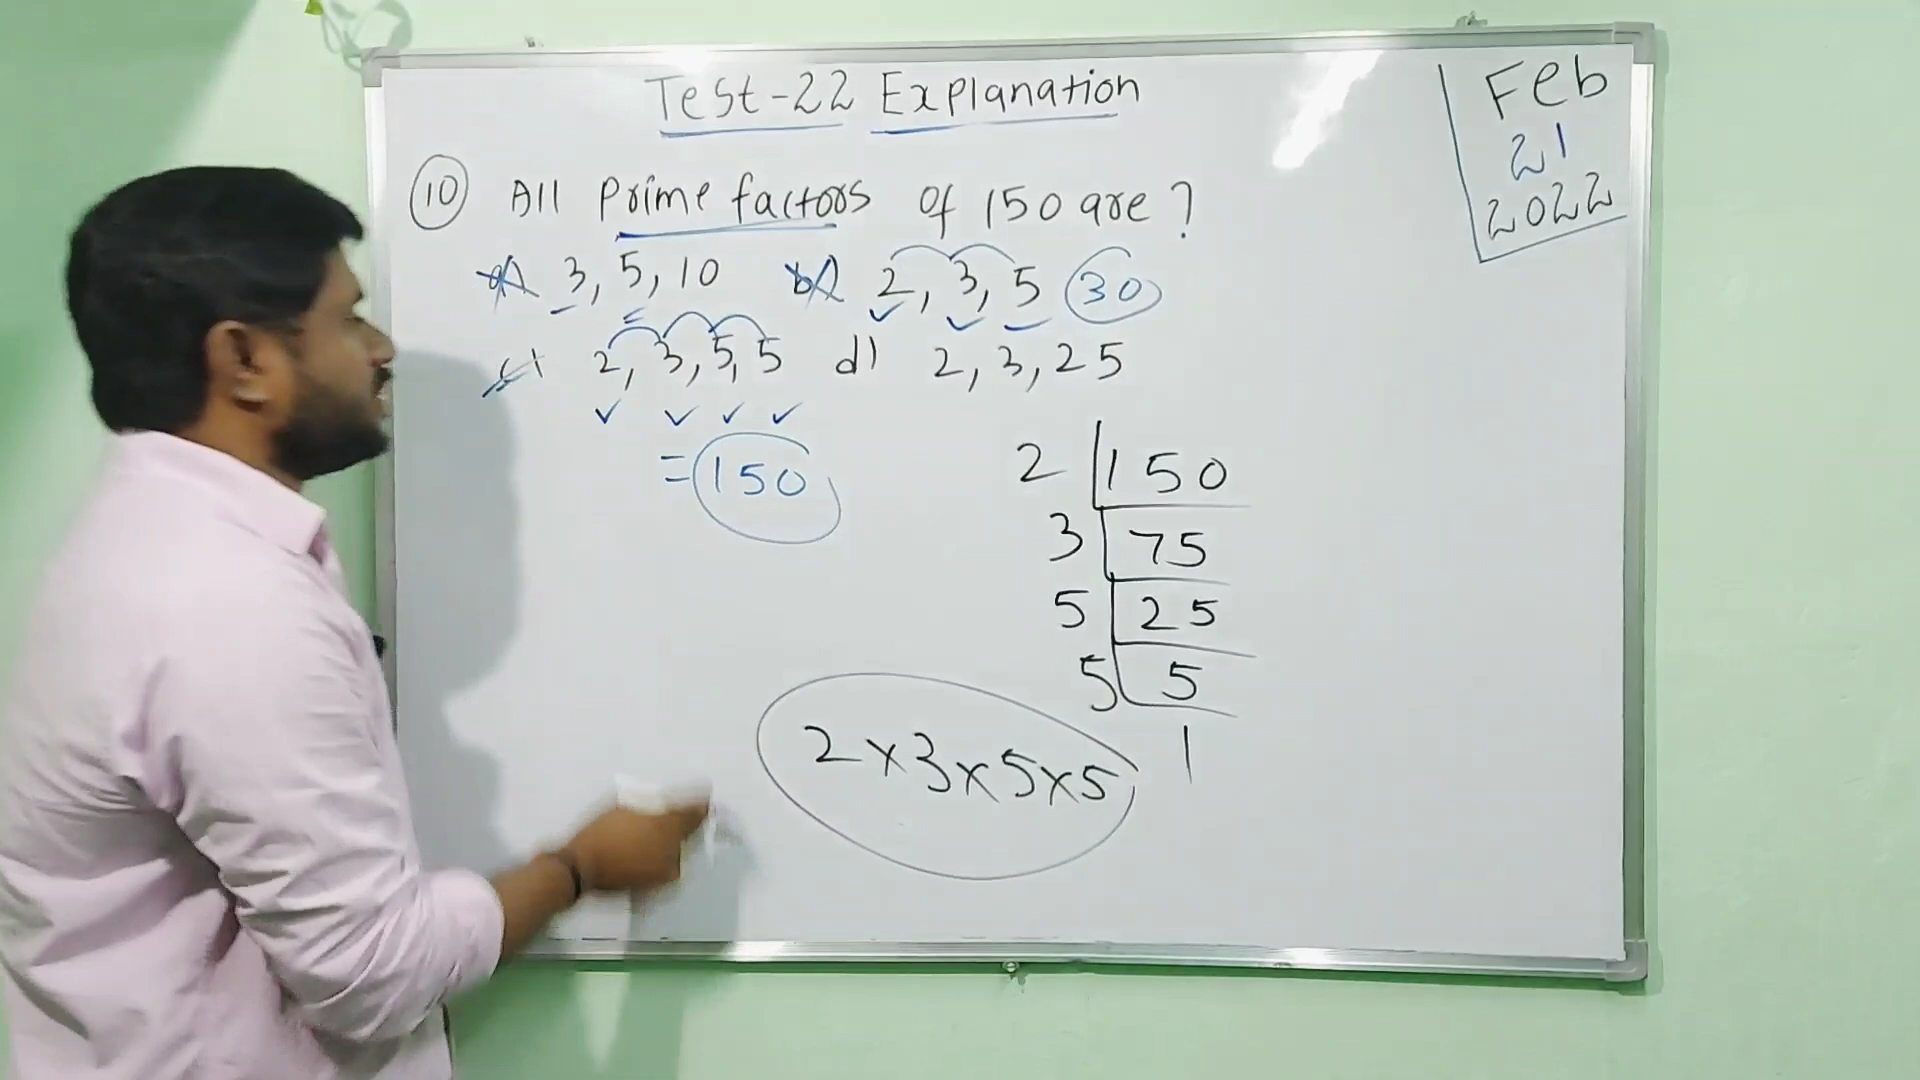 Test-22 Explanation
Feb
21
2022
10 All Prime factors of 150 are ?
a) 3, 5, 10 b) 2, 3, 5 30
c) 2, 3, 5, 5 d) 2, 3, 25
=150
2 150
3 75
5 25
5 5
1
2×3×5×5